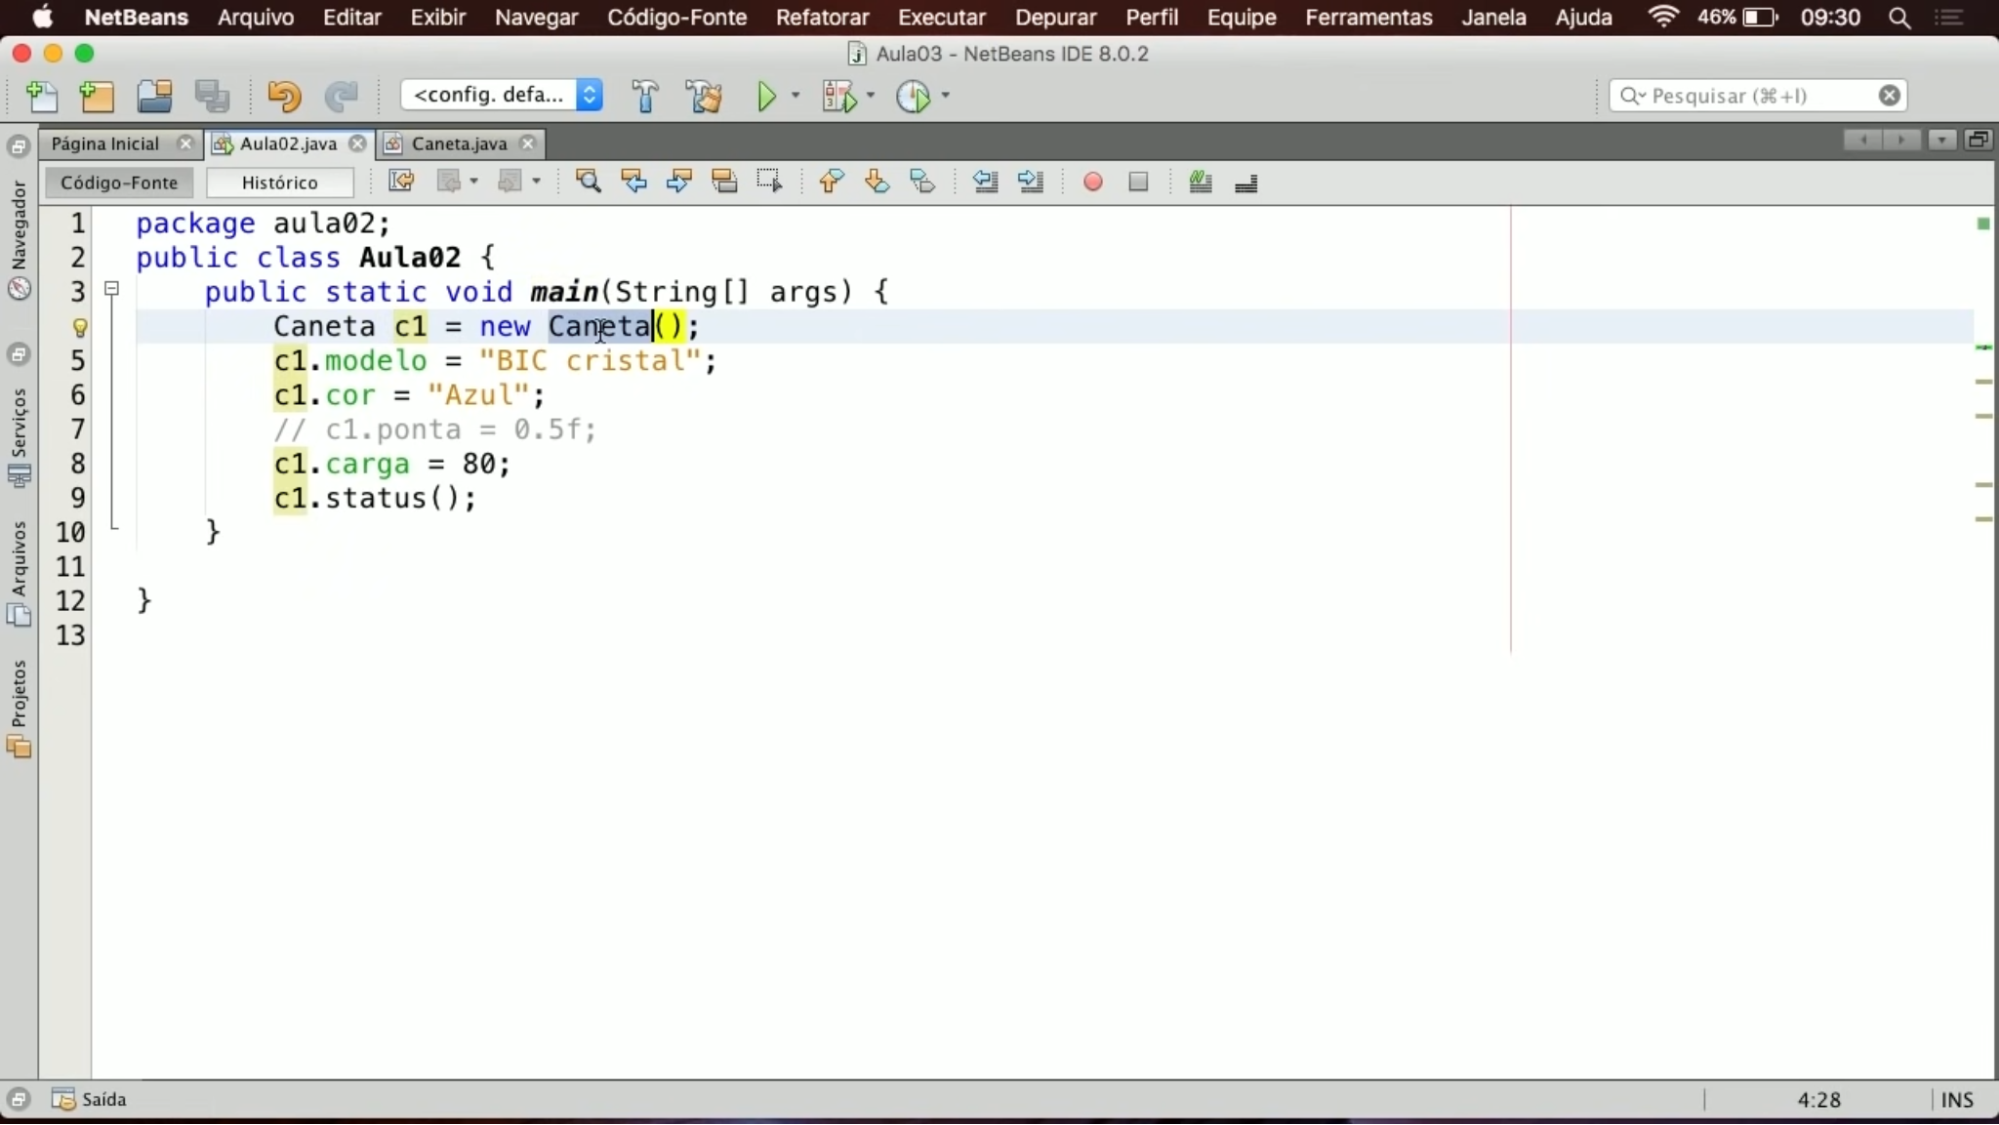 NetBeans Arquivo Editar Exibir Navegar Código-Fonte Refatorar Executar Depurar Perfil Equipe Ferramentas Janela Ajuda 46% 09:30
Aula03 - NetBeans IDE 8.0.2
<config. defa... Pesquisar (⌘+I)
Página Inicial Aula02.java Caneta.java
Código-Fonte Histórico
Navegador
Serviços
Arquivos
Projetos
1 package aula02;
2 public class Aula02 {
3 public static void main(String[] args) {
Caneta c1 = new Caneta();
5 c1.modelo = "BIC cristal";
6 c1.cor = "Azul";
7 // c1.ponta = 0.5f;
8 c1.carga = 80;
9 c1.status();
10 }
11
12 }
13
Saída 4:28 INS